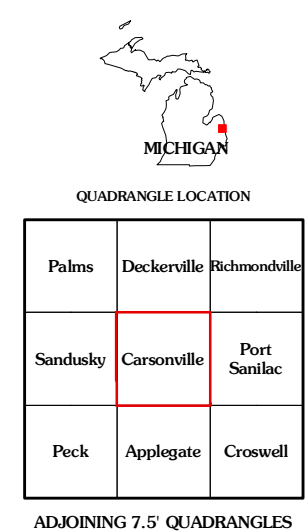 MICHIGAN
QUADRANGLE LOCATION
Palms Deckerville Richmondville
Sandusky Carsonville Port
Sanilac
Peck Applegate Croswell
ADJOINING 7.5' QUADRANGLES